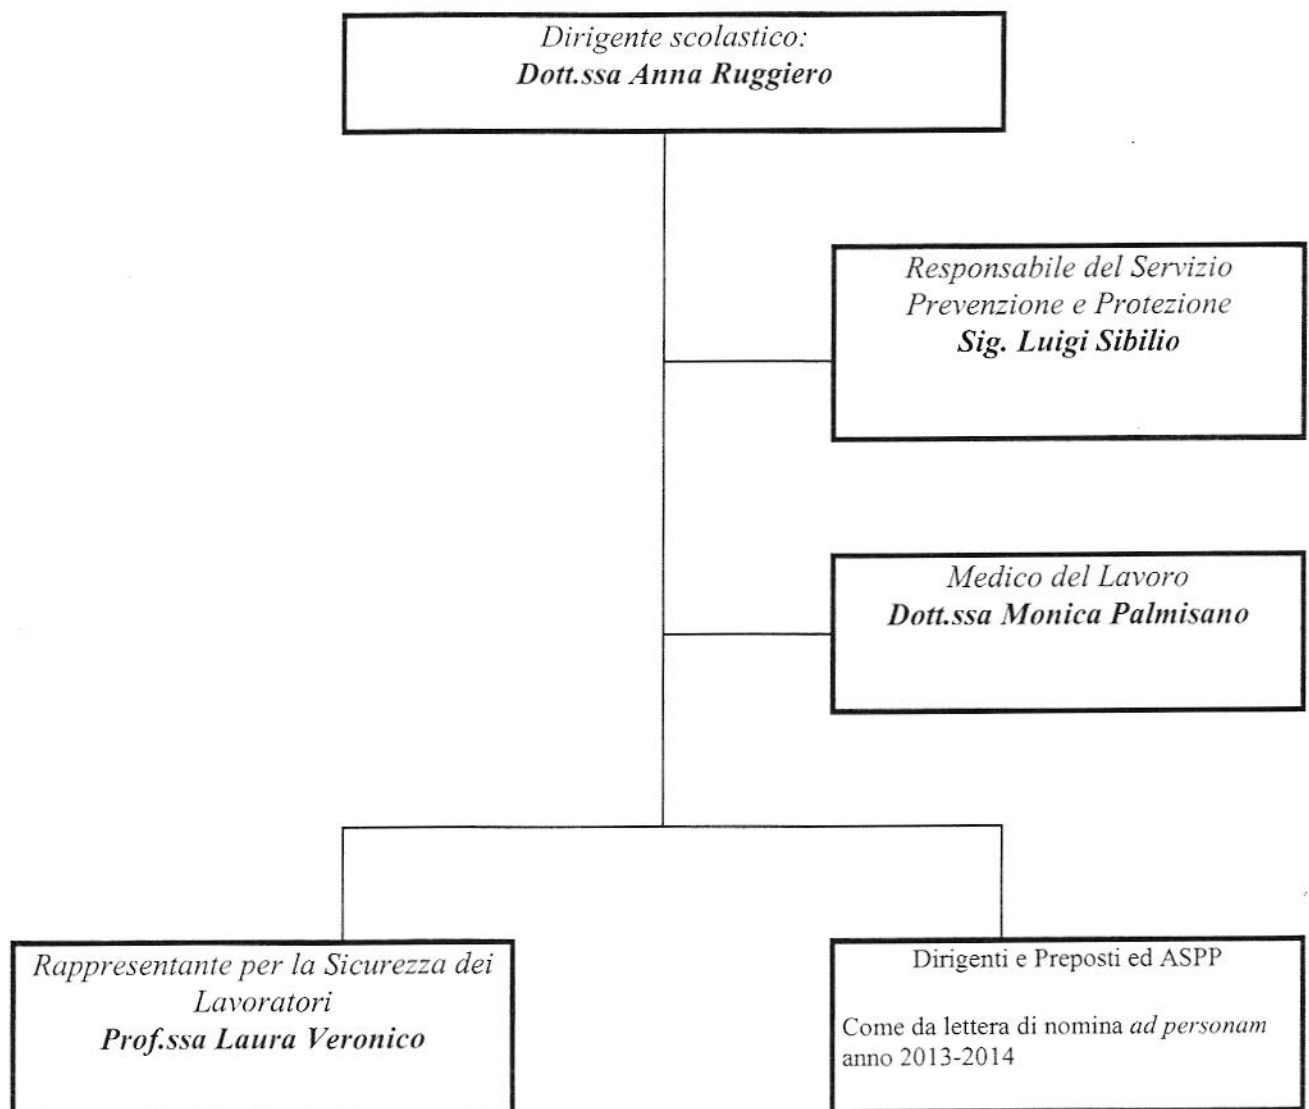 Dirigente scolastico:
Dott.ssa Anna Ruggiero
Responsabile del Servizio
Prevenzione e Protezione
Sig. Luigi Sibilio
Medico del Lavoro
Dott.ssa Monica Palmisano
Rappresentante per la Sicurezza dei
Lavoratori
Prof.ssa Laura Veronico
Dirigenti e Preposti ed ASPP
Come da lettera di nomina ad personam
anno 2013-2014